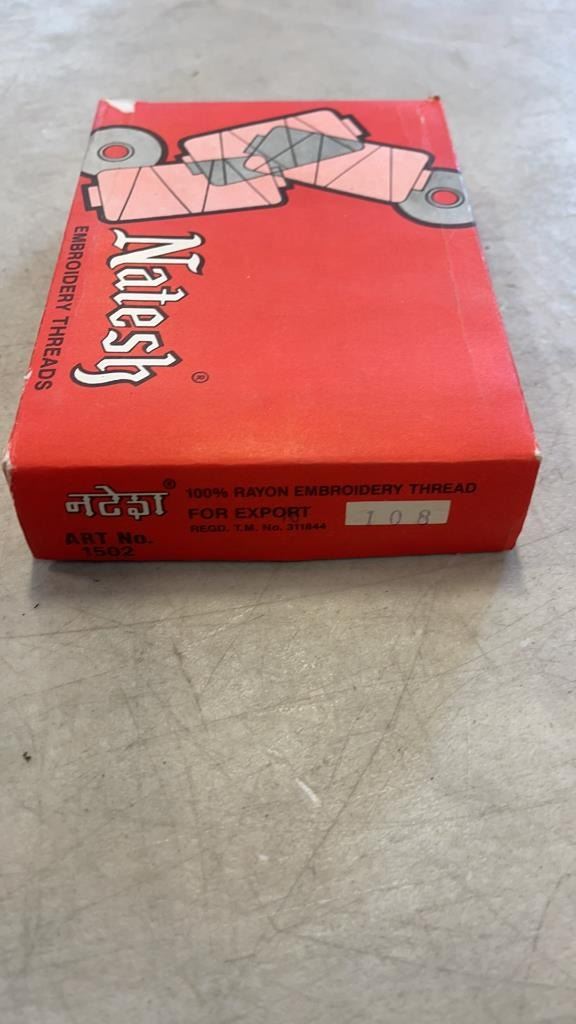 Natesh ®
EMBROIDERY THREADS
नटेश ®
100% RAYON EMBROIDERY THREAD
FOR EXPORT
REGD. T.M. No. 311844
108
ART No.
1502